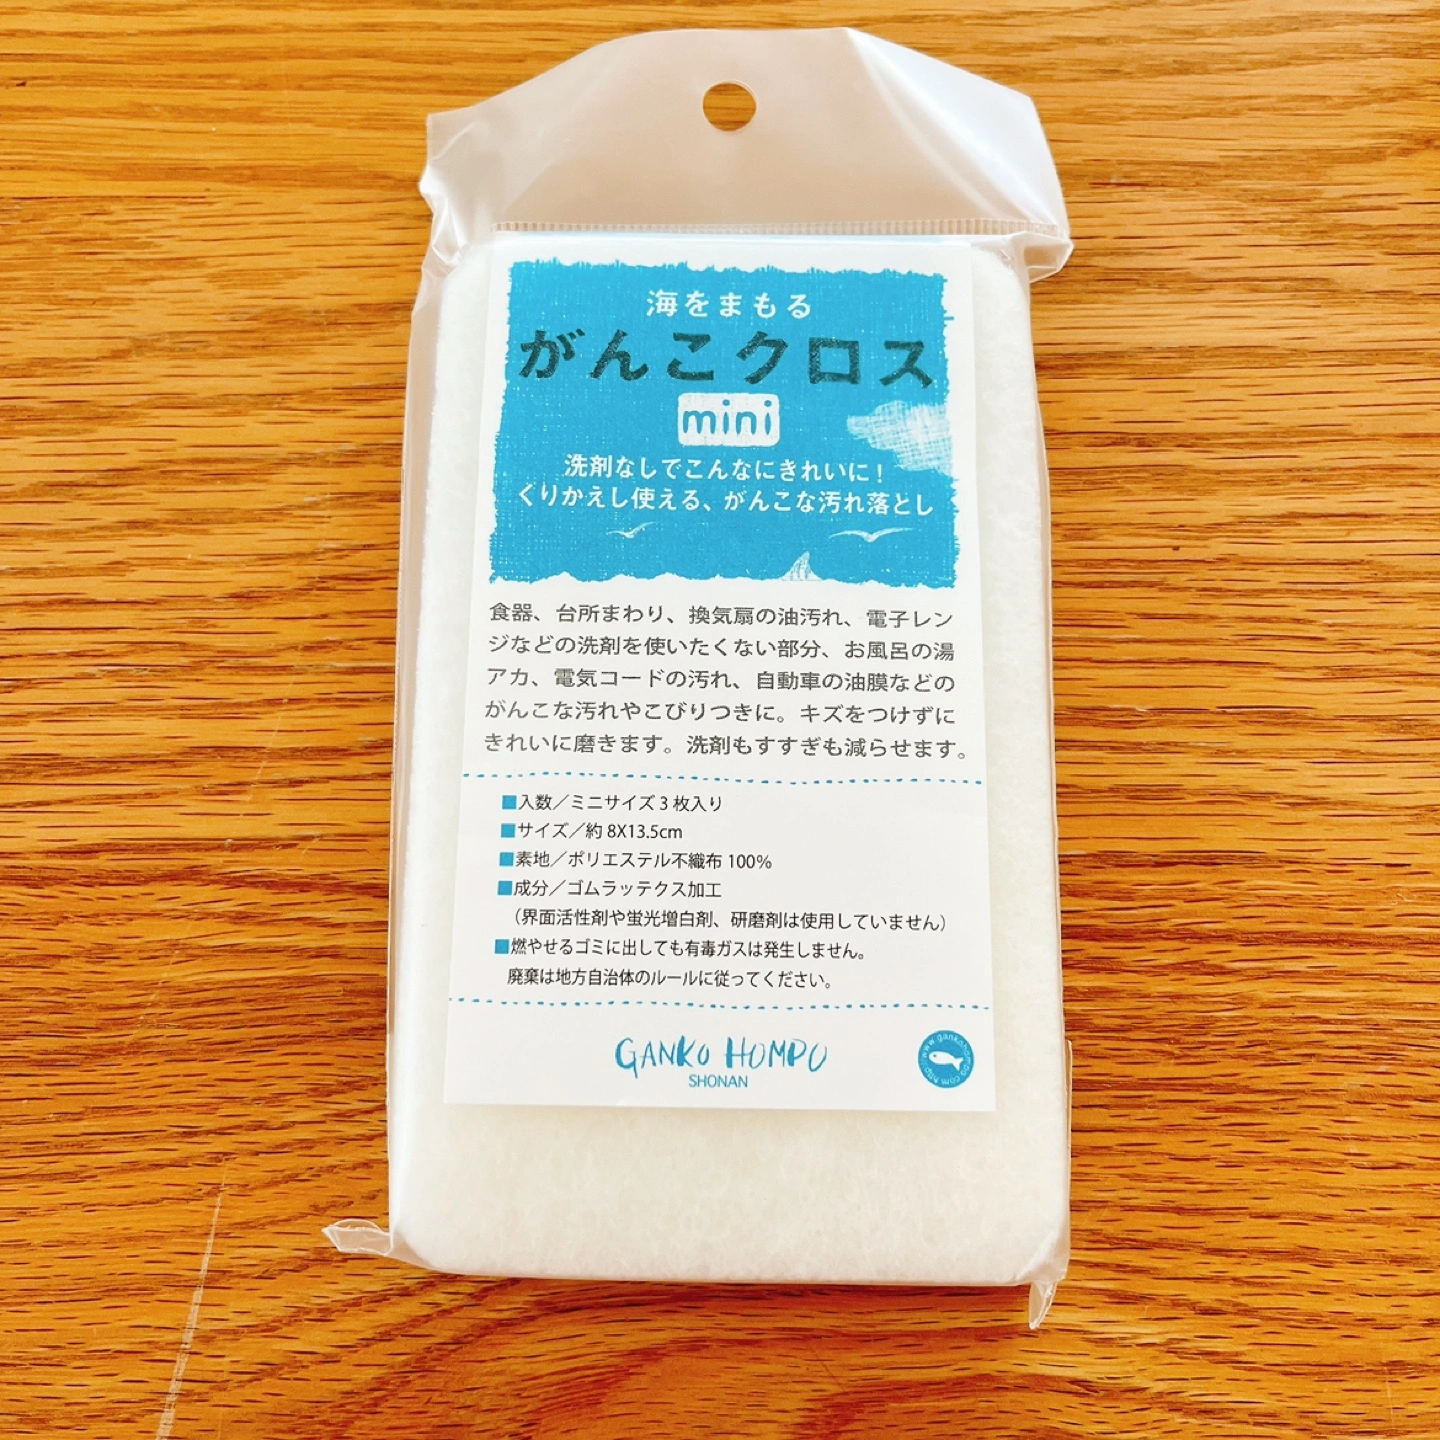 海をまもる
がんこクロス
mini
洗剤なしでこんなにきれいに！
くりかえし使える、がんこな汚れ落とし
食器、台所まわり、換気扇の油汚れ、電子レン
ジなどの洗剤を使いたくない部分、お風呂の湯
アカ、電気コードの汚れ、自動車の油膜などの
がんこな汚れやこびりつきに。キズをつけずに
きれいに磨きます。洗剤もすすぎも減らせます。
■入数／ミニサイズ3枚入り
■サイズ／約8X13.5cm
■素地／ポリエステル不織布100％
■成分／ゴムラッテクス加工
（界面活性剤や蛍光増白剤、研磨剤は使用していません）
■燃やせるゴミに出しても有毒ガスは発生しません。
廃棄は地方自治体のルールに従ってください。
GANKO HOMPO
SHONAN
http://www.gankohompo.com